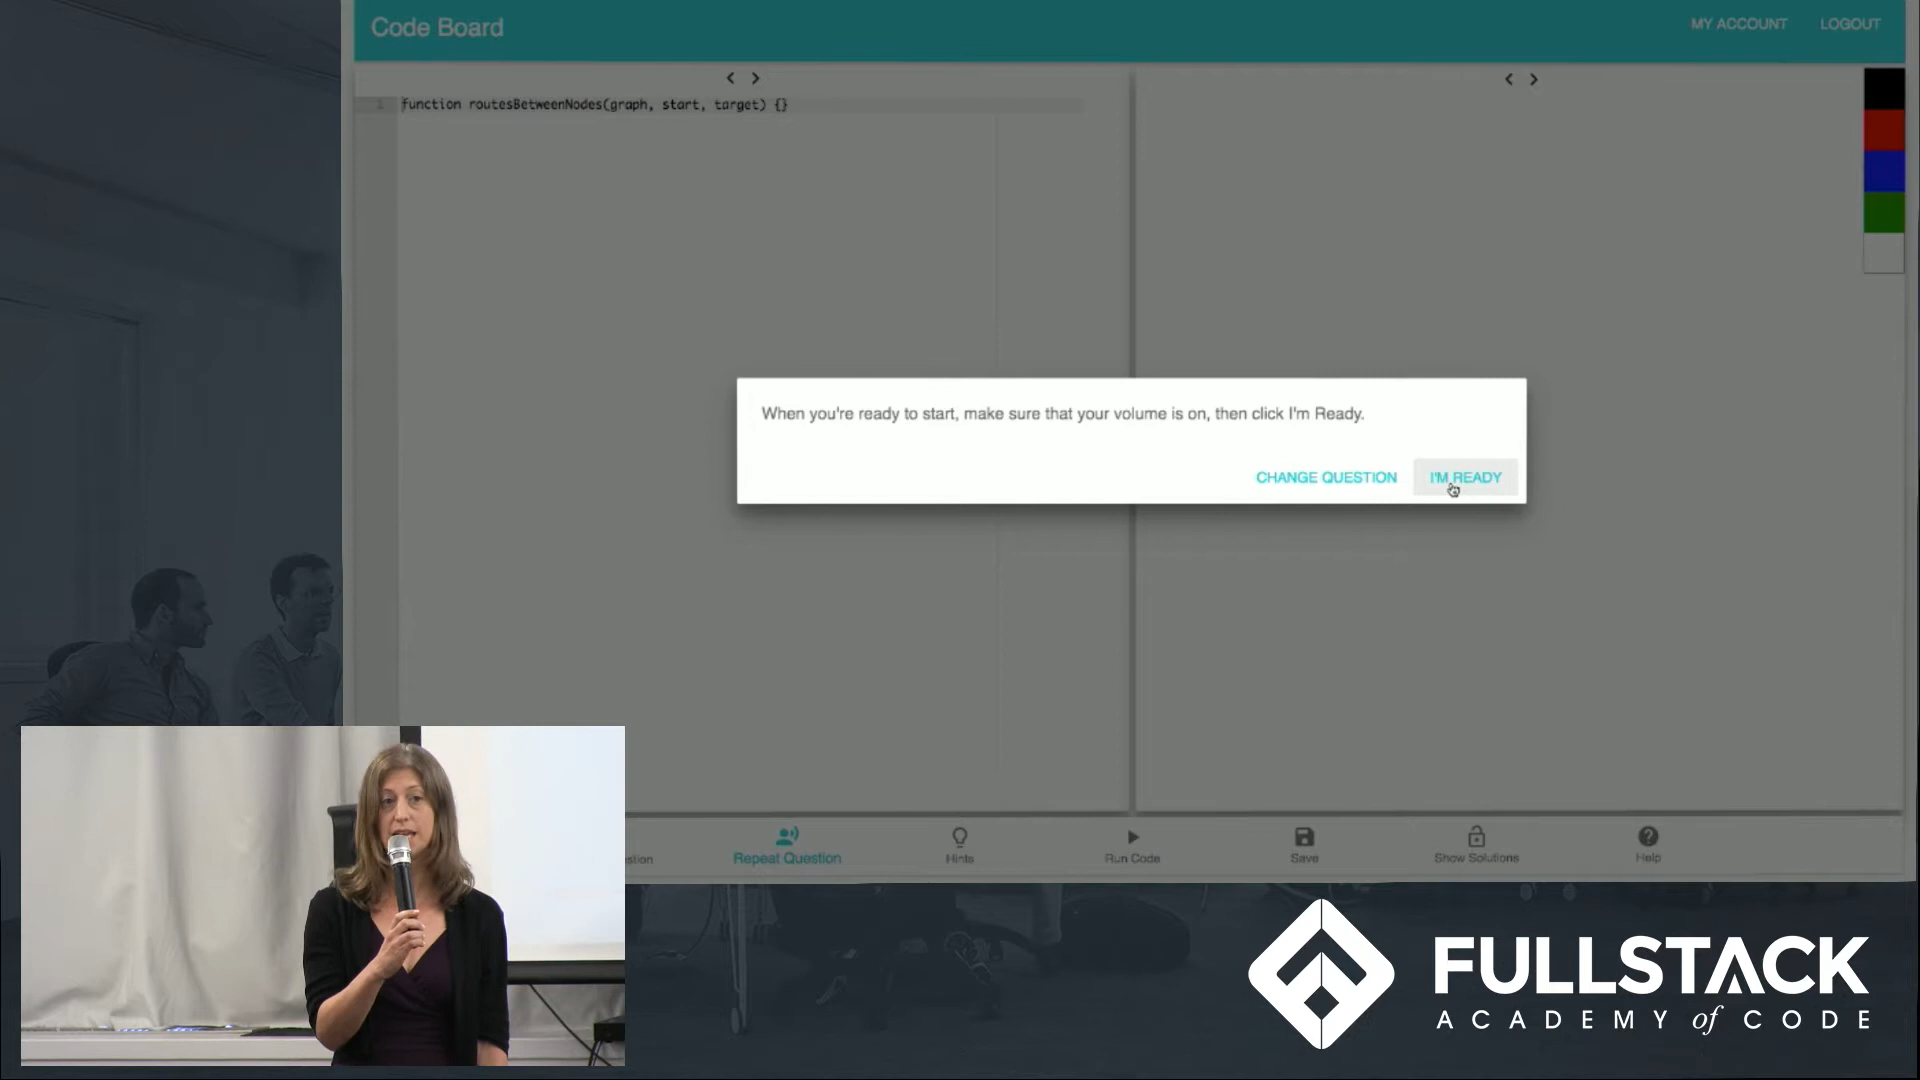 Code Board
MY ACCOUNT
LOGOUT
< >
< >
1 function routesBetweenNodes(graph, start, target) {}
When you're ready to start, make sure that your volume is on, then click I'm Ready.
CHANGE QUESTION
I'M READY
stion
Repeat Question
Hints
Run Code
Save
Show Solutions
Help
FULLSTACK
ACADEMY of CODE